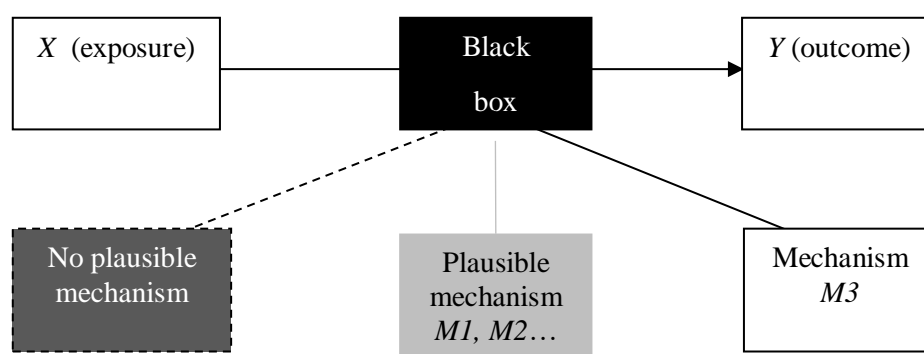 X (exposure)
Black
box
Y (outcome)
No plausible
mechanism
Plausible
mechanism
M1, M2…
Mechanism
M3